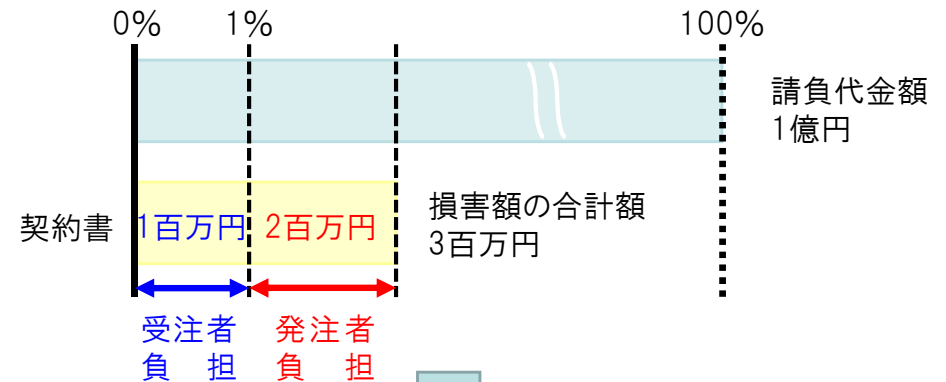 0%
1%
100%
請負代金額
1億円
契約書
1百万円
2百万円
損害額の合計額
3百万円
受注者
負　担
発注者
負　担